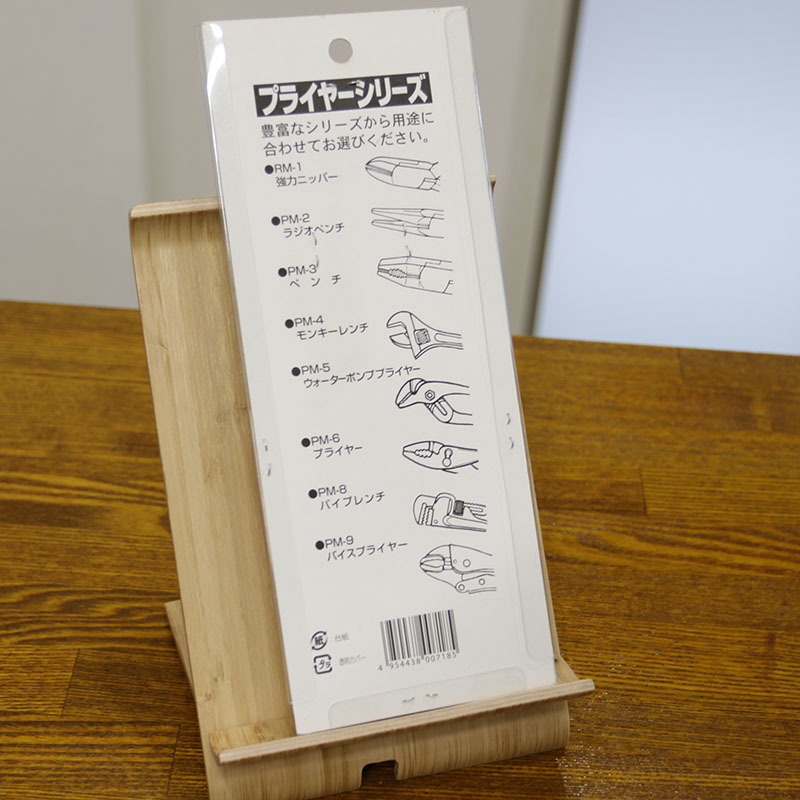 プライヤーシリーズ
豊富なシリーズから用途に
合わせてお選びください。
●RM-1
強力ニッパー
●PM-2
ラジオペンチ
●PM-3
ペンチ
●PM-4
モンキーレンチ
●PM-5
ウォーターポンププライヤー
●PM-6
プライヤー
●PM-8
パイプレンチ
●PM-9
バイスプライヤー
紙 台紙
プラ 透明カバー
4 954438 007185